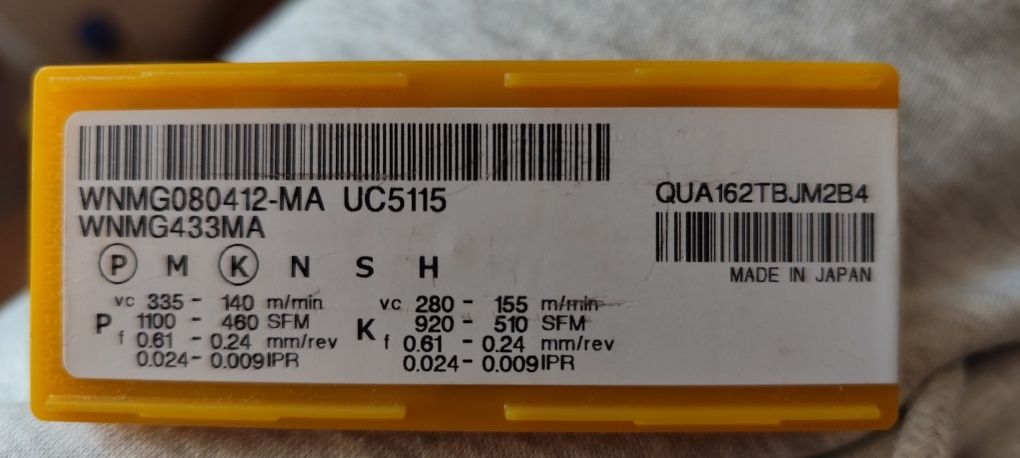 WNMG080412-MA UC5115
WNMG433MA
QUA162TBJM2B4
MADE IN JAPAN
P M K N S H
P
vc 335 - 140 m/min
1100 - 460 SFM
f 0.61 - 0.24 mm/rev
0.024 - 0.009 IPR
K
vc 280 - 155 m/min
920 - 510 SFM
f 0.61 - 0.24 mm/rev
0.024 - 0.009 IPR